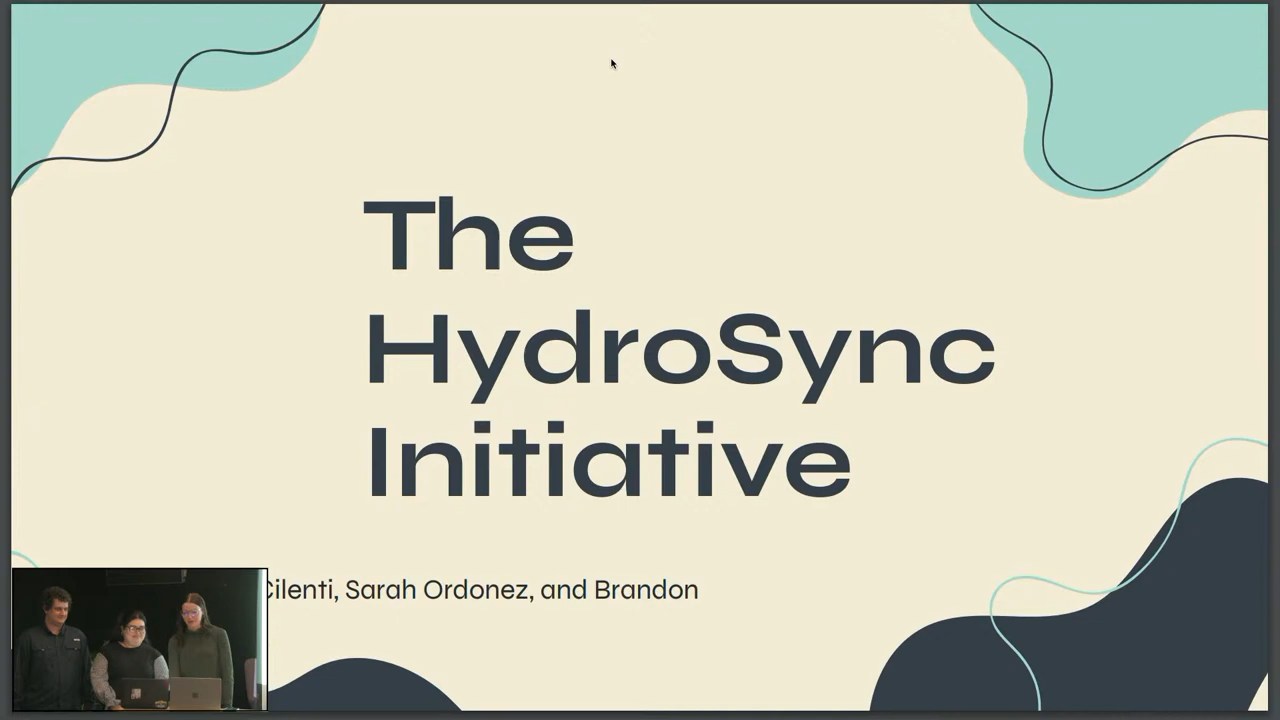 The
HydroSync
Initiative
Cilenti, Sarah Ordonez, and Brandon